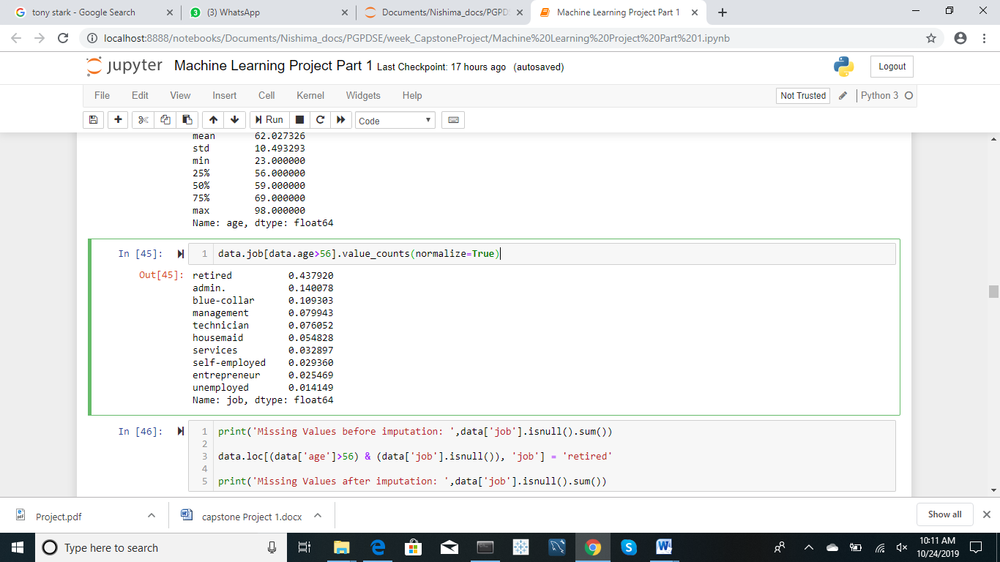 tony stark - Google Search
(3) WhatsApp
Documents/Nishima_docs/PGPD
Machine Learning Project Part 1
localhost:8888/notebooks/Documents/Nishima_docs/PGPDSE/week_CapstoneProject/Machine%20Learning%20Project%20Part%201.ipynb
jupyter Machine Learning Project Part 1 Last Checkpoint: 17 hours ago (autosaved)
Logout
File Edit View Insert Cell Kernel Widgets Help
Not Trusted Python 3
Run Code
mean 62.027326
std 10.493293
min 23.000000
25% 56.000000
50% 59.000000
75% 69.000000
max 98.000000
Name: age, dtype: float64
In [45]: 1 data.job[data.age>56].value_counts(normalize=True)
Out[45]: retired 0.437920
admin. 0.140078
blue-collar 0.109303
management 0.079943
technician 0.076052
housemaid 0.054828
services 0.032897
self-employed 0.029360
entrepreneur 0.025469
unemployed 0.014149
Name: job, dtype: float64
In [46]: 1 print('Missing Values before imputation: ',data['job'].isnull().sum())
2
3 data.loc[(data['age']>56) & (data['job'].isnull()), 'job'] = 'retired'
4
5 print('Missing Values after imputation: ',data['job'].isnull().sum())
Project.pdf
capstone Project 1.docx
Show all
Type here to search
10:11 AM
10/24/2019